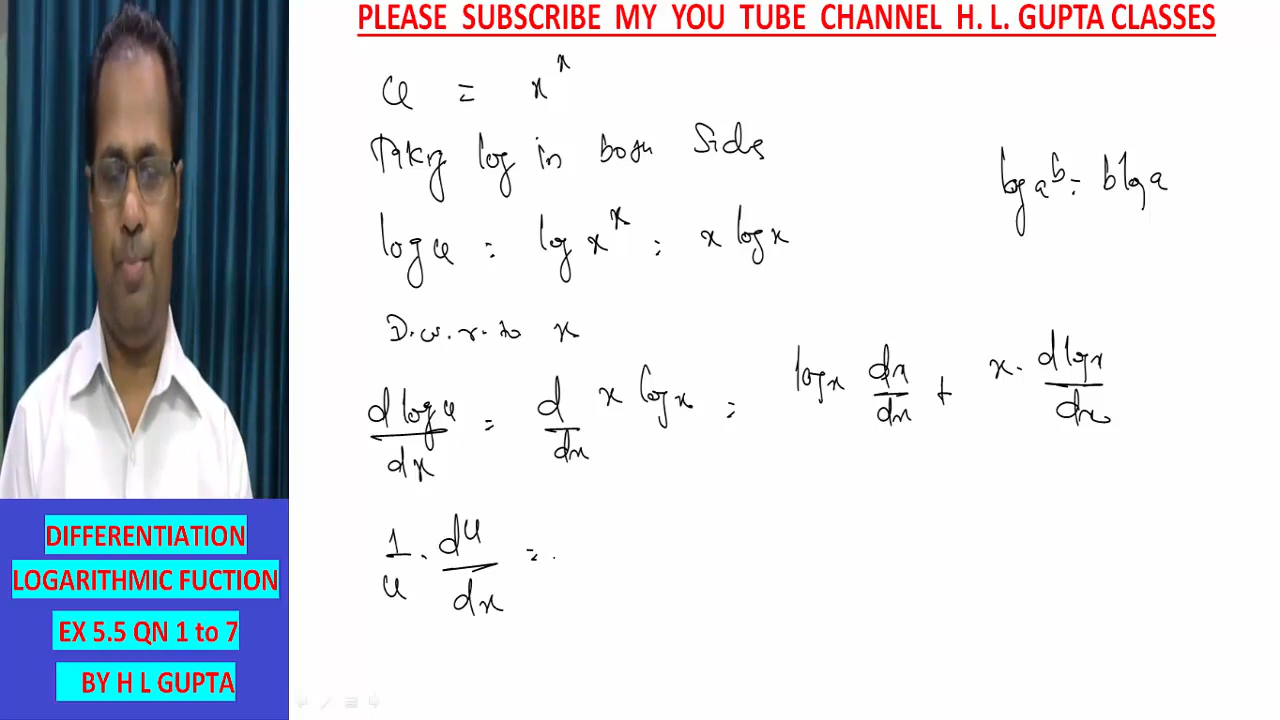 PLEASE SUBSCRIBE MY YOU TUBE CHANNEL H. L. GUPTA CLASSES
u = x^x
Taking log in both Side
log a^b = b log a
log u = log x^x = x log x
D.w.r. to x
d log u / dx = d/dx x log x = log x dx/dx + x . d log x / dx
1/u . du/dx =
DIFFERENTIATION
LOGARITHMIC FUCTION
EX 5.5 QN 1 to 7
BY H L GUPTA